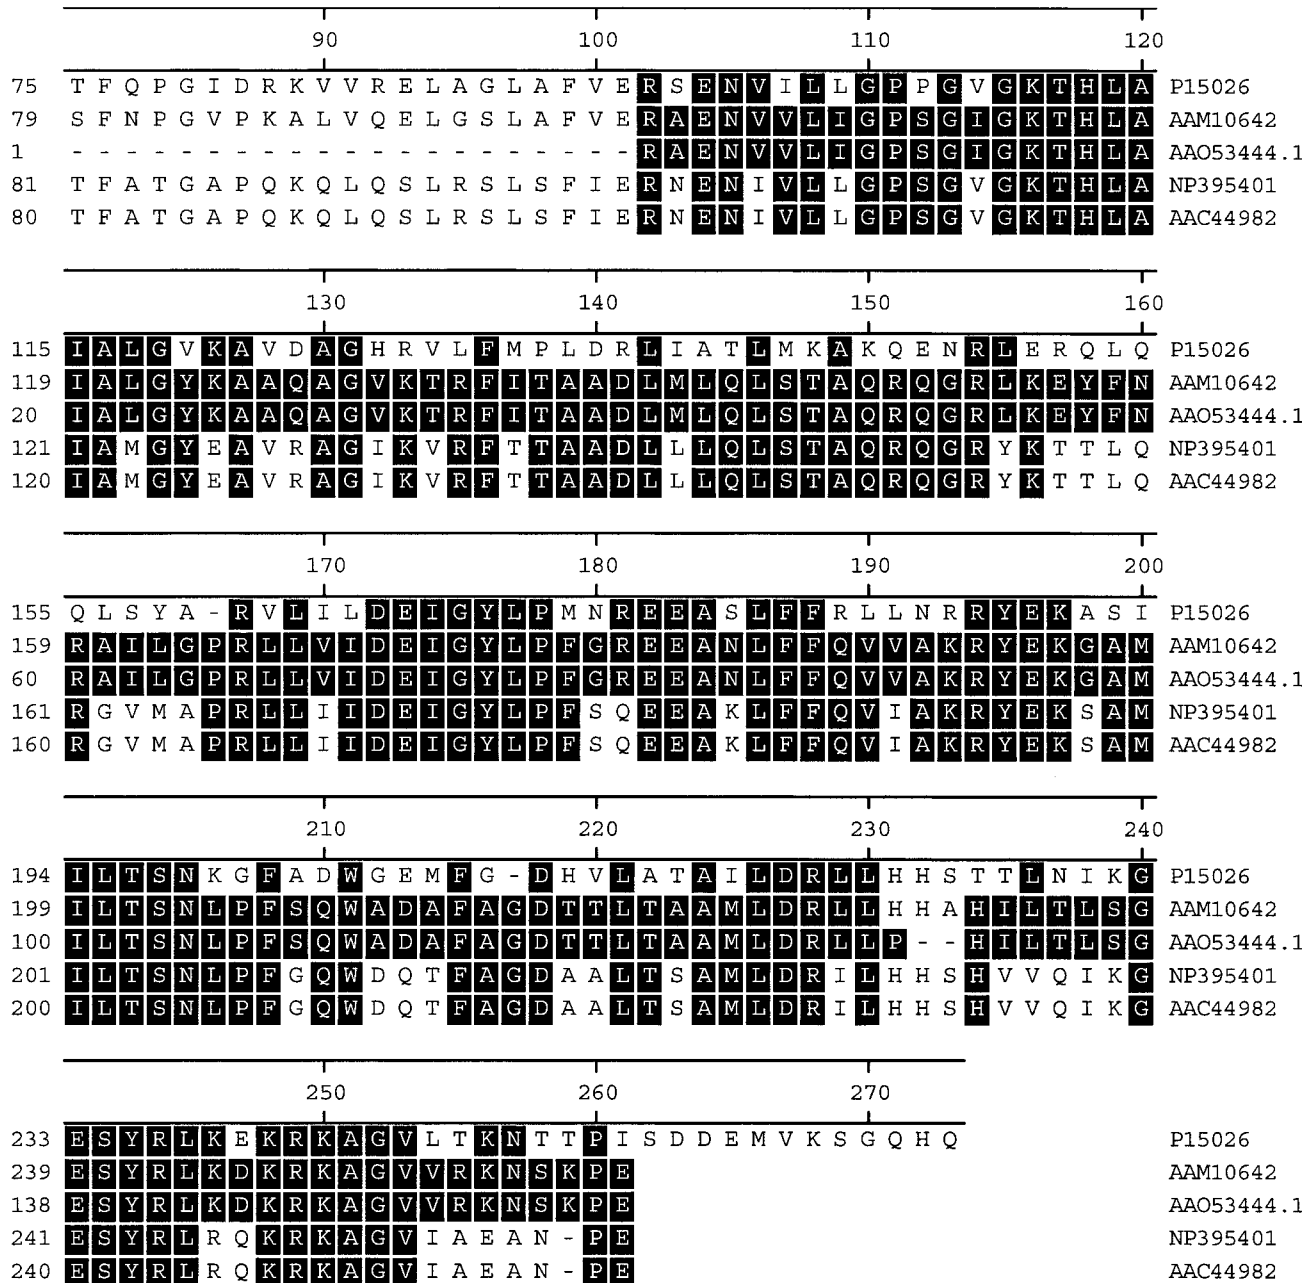 90 100 110 120
75 T F Q P G I D R K V V R E L A G L A F V E R S E N V I L L G P P G V G K T H L A P15026
79 S F N P G V P K A L V Q E L G S L A F V E R A E N V V L I G P S G I G K T H L A AAM10642
1 - - - - - - - - - - - - - - - - - - - - - R A E N V V L I G P S G I G K T H L A AAO53444.1
81 T F A T G A P Q K Q L Q S L R S L S F I E R N E N I V L L G P S G V G K T H L A NP395401
80 T F A T G A P Q K Q L Q S L R S L S F I E R N E N I V L L G P S G V G K T H L A AAC44982
130 140 150 160
115 I A L G V K A V D A G H R V L F M P L D R L I A T L M K A K Q E N R L E R Q L Q P15026
119 I A L G Y K A A Q A G V K T R F I T A A D L M L Q L S T A Q R Q G R L K E Y F N AAM10642
20 I A L G Y K A A Q A G V K T R F I T A A D L M L Q L S T A Q R Q G R L K E Y F N AAO53444.1
121 I A M G Y E A V R A G I K V R F T T A A D L L L Q L S T A Q R Q G R Y K T T L Q NP395401
120 I A M G Y E A V R A G I K V R F T T A A D L L L Q L S T A Q R Q G R Y K T T L Q AAC44982
170 180 190 200
155 Q L S Y A - R V L I L D E I G Y L P M N R E E A S L F F R L L N R R Y E K A S I P15026
159 R A I L G P R L L V I D E I G Y L P F G R E E A N L F F Q V V A K R Y E K G A M AAM10642
60 R A I L G P R L L V I D E I G Y L P F G R E E A N L F F Q V V A K R Y E K G A M AAO53444.1
161 R G V M A P R L L I I D E I G Y L P F S Q E E A K L F F Q V I A K R Y E K S A M NP395401
160 R G V M A P R L L I I D E I G Y L P F S Q E E A K L F F Q V I A K R Y E K S A M AAC44982
210 220 230 240
194 I L T S N K G F A D W G E M F G - D H V L A T A I L D R L L H H S T T L N I K G P15026
199 I L T S N L P F S Q W A D A F A G D T T L T A A M L D R L L H H A H I L T L S G AAM10642
100 I L T S N L P F S Q W A D A F A G D T T L T A A M L D R L L P - - H I L T L S G AAO53444.1
201 I L T S N L P F G Q W D Q T F A G D A A L T S A M L D R I L H H S H V V Q I K G NP395401
200 I L T S N L P F G Q W D Q T F A G D A A L T S A M L D R I L H H S H V V Q I K G AAC44982
250 260 270
233 E S Y R L K E K R K A G V L T K N T T P I S D D E M V K S G Q H Q P15026
239 E S Y R L K D K R K A G V V R K N S K P E AAM10642
138 E S Y R L K D K R K A G V V R K N S K P E AAO53444.1
241 E S Y R L R Q K R K A G V I A E A N - P E NP395401
240 E S Y R L R Q K R K A G V I A E A N - P E AAC44982